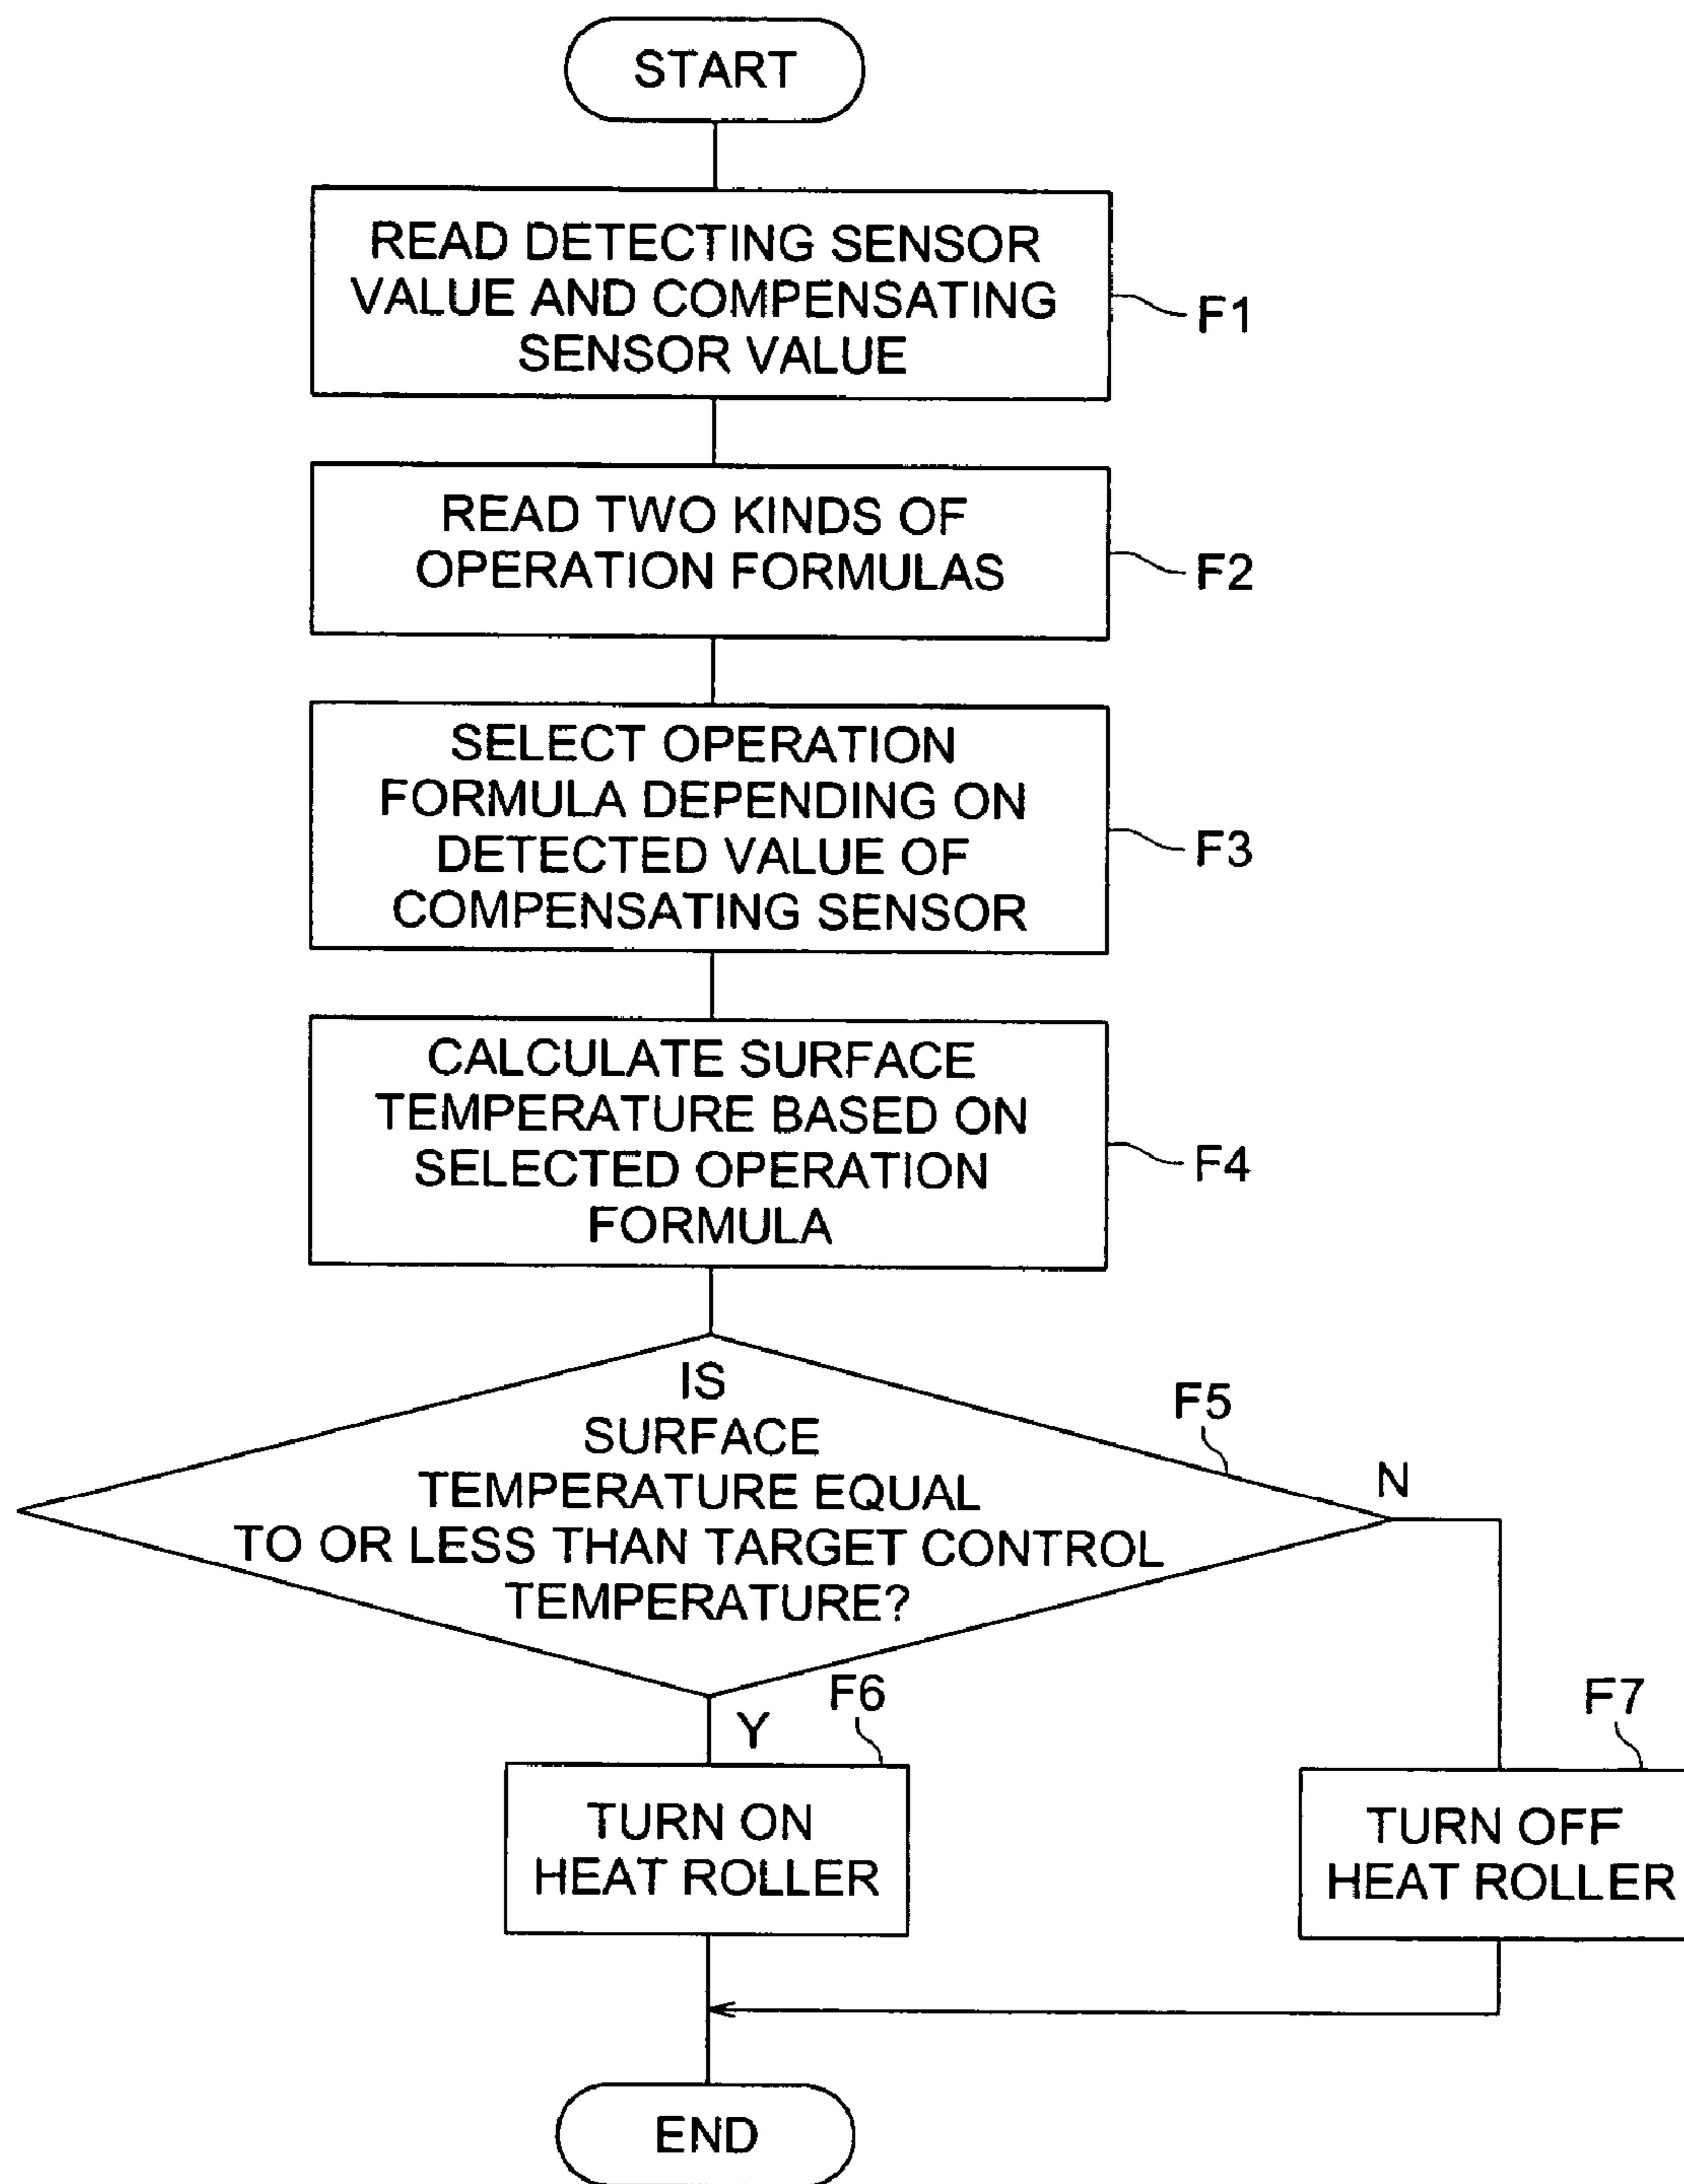 START
READ DETECTING SENSOR
VALUE AND COMPENSATING
SENSOR VALUE
F1
READ TWO KINDS OF
OPERATION FORMULAS
F2
SELECT OPERATION
FORMULA DEPENDING ON
DETECTED VALUE OF
COMPENSATING SENSOR
F3
CALCULATE SURFACE
TEMPERATURE BASED ON
SELECTED OPERATION
FORMULA
F4
IS
SURFACE
TEMPERATURE EQUAL
TO OR LESS THAN TARGET CONTROL
TEMPERATURE?
F5
N
Y
F6
TURN ON
HEAT ROLLER
F7
TURN OFF
HEAT ROLLER
END